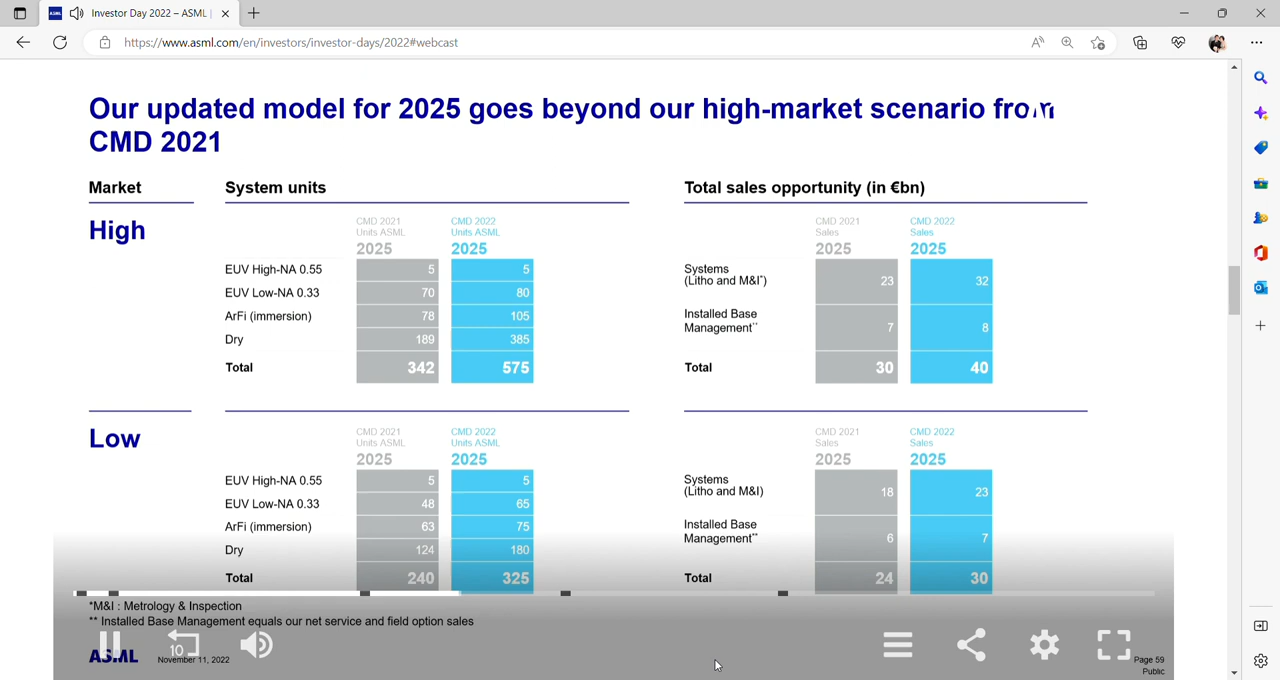 Investor Day 2022 – ASML |
https://www.asml.com/en/investors/investor-days/2022#webcast
Our updated model for 2025 goes beyond our high-market scenario from
CMD 2021
Market
System units
Total sales opportunity (in €bn)
High
CMD 2021 CMD 2022
Units ASML Units ASML
2025 2025
EUV High-NA 0.55 5 5
EUV Low-NA 0.33 70 80
ArFi (immersion) 78 105
Dry 189 385
Total 342 575
CMD 2021 CMD 2022
Sales Sales
2025 2025
Systems
(Litho and M&I*) 23 32
Installed Base
Management** 7 8
Total 30 40
Low
CMD 2021 CMD 2022
Units ASML Units ASML
2025 2025
EUV High-NA 0.55 5 5
EUV Low-NA 0.33 48 65
ArFi (immersion) 63 75
Dry 124 180
Total 240 325
CMD 2021 CMD 2022
Sales Sales
2025 2025
Systems
(Litho and M&I) 18 23
Installed Base
Management** 6 7
Total 24 30
*M&I : Metrology & Inspection
** Installed Base Management equals our net service and field option sales
10
ASML
November 11, 2022
Page 59
Public